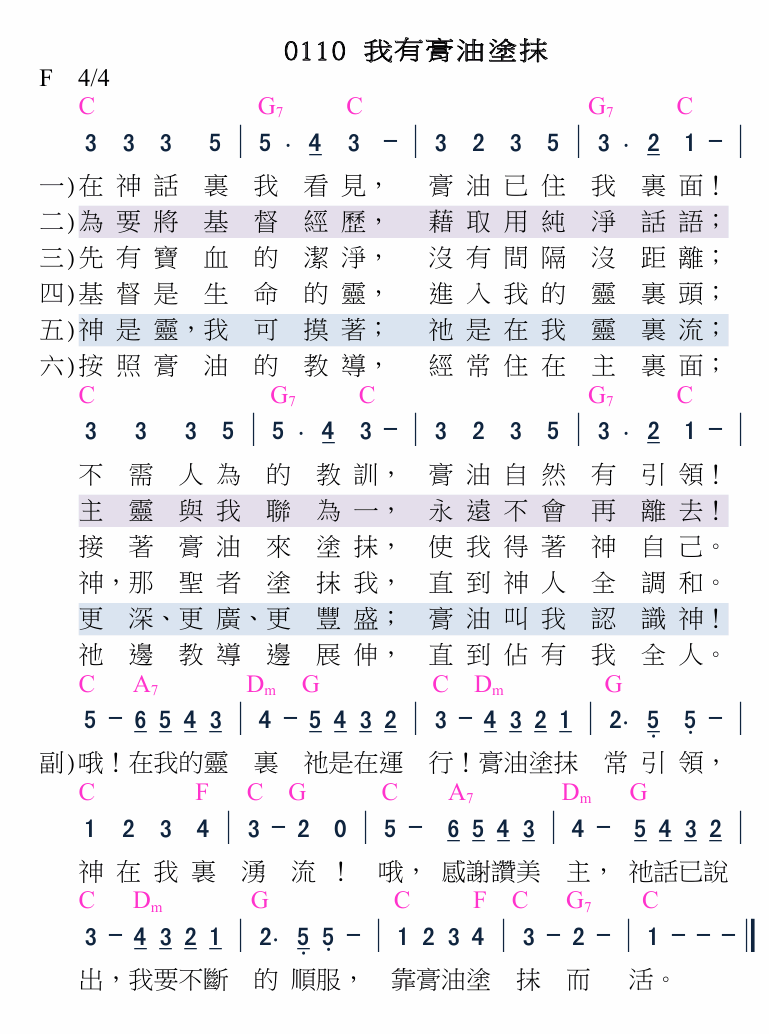 0110 我有膏油塗抹
F 4/4
C G7 C G7 C
3 3 3 5 | 5 · 4 3 － | 3 2 3 5 | 3 · 2 1 － |
一)在神話裏我看見， 膏油已住我裏面！
二)為要將基督經歷， 藉取用純淨話語；
三)先有寶血的潔淨， 沒有間隔沒距離；
四)基督是生命的靈， 進入我的靈裏頭；
五)神是靈，我可摸著； 祂是在我靈裏流；
六)按照膏油的教導， 經常住在主裏面；
C G7 C G7 C
3 3 3 5 | 5 · 4 3 － | 3 2 3 5 | 3 · 2 1 － |
不需人為的教訓， 膏油自然有引領！
主靈與我聯為一， 永遠不會再離去！
接著膏油來塗抹， 使我得著神自己。
神，那聖者塗抹我， 直到神人全調和。
更深、更廣、更豐盛； 膏油叫我認識神！
祂邊教導邊展伸， 直到佔有我全人。
C A7 Dm G C Dm G
5 － 6 5 4 3 | 4 － 5 4 3 2 | 3 － 4 3 2 1 | 2· 5 5 － |
副)哦！在我的靈裏 祂是在運行！膏油塗抹 常引領，
C F C G C A7 Dm G
1 2 3 4 | 3 － 2 0 | 5 － 6 5 4 3 | 4 － 5 4 3 2 |
神在我裏湧流！ 哦， 感謝讚美主， 祂話已說
C Dm G C F C G7 C
3 － 4 3 2 1 | 2· 5 5 － | 1 2 3 4 | 3 － 2 － | 1 － － － ‖
出，我要不斷的順服， 靠膏油塗抹而活。